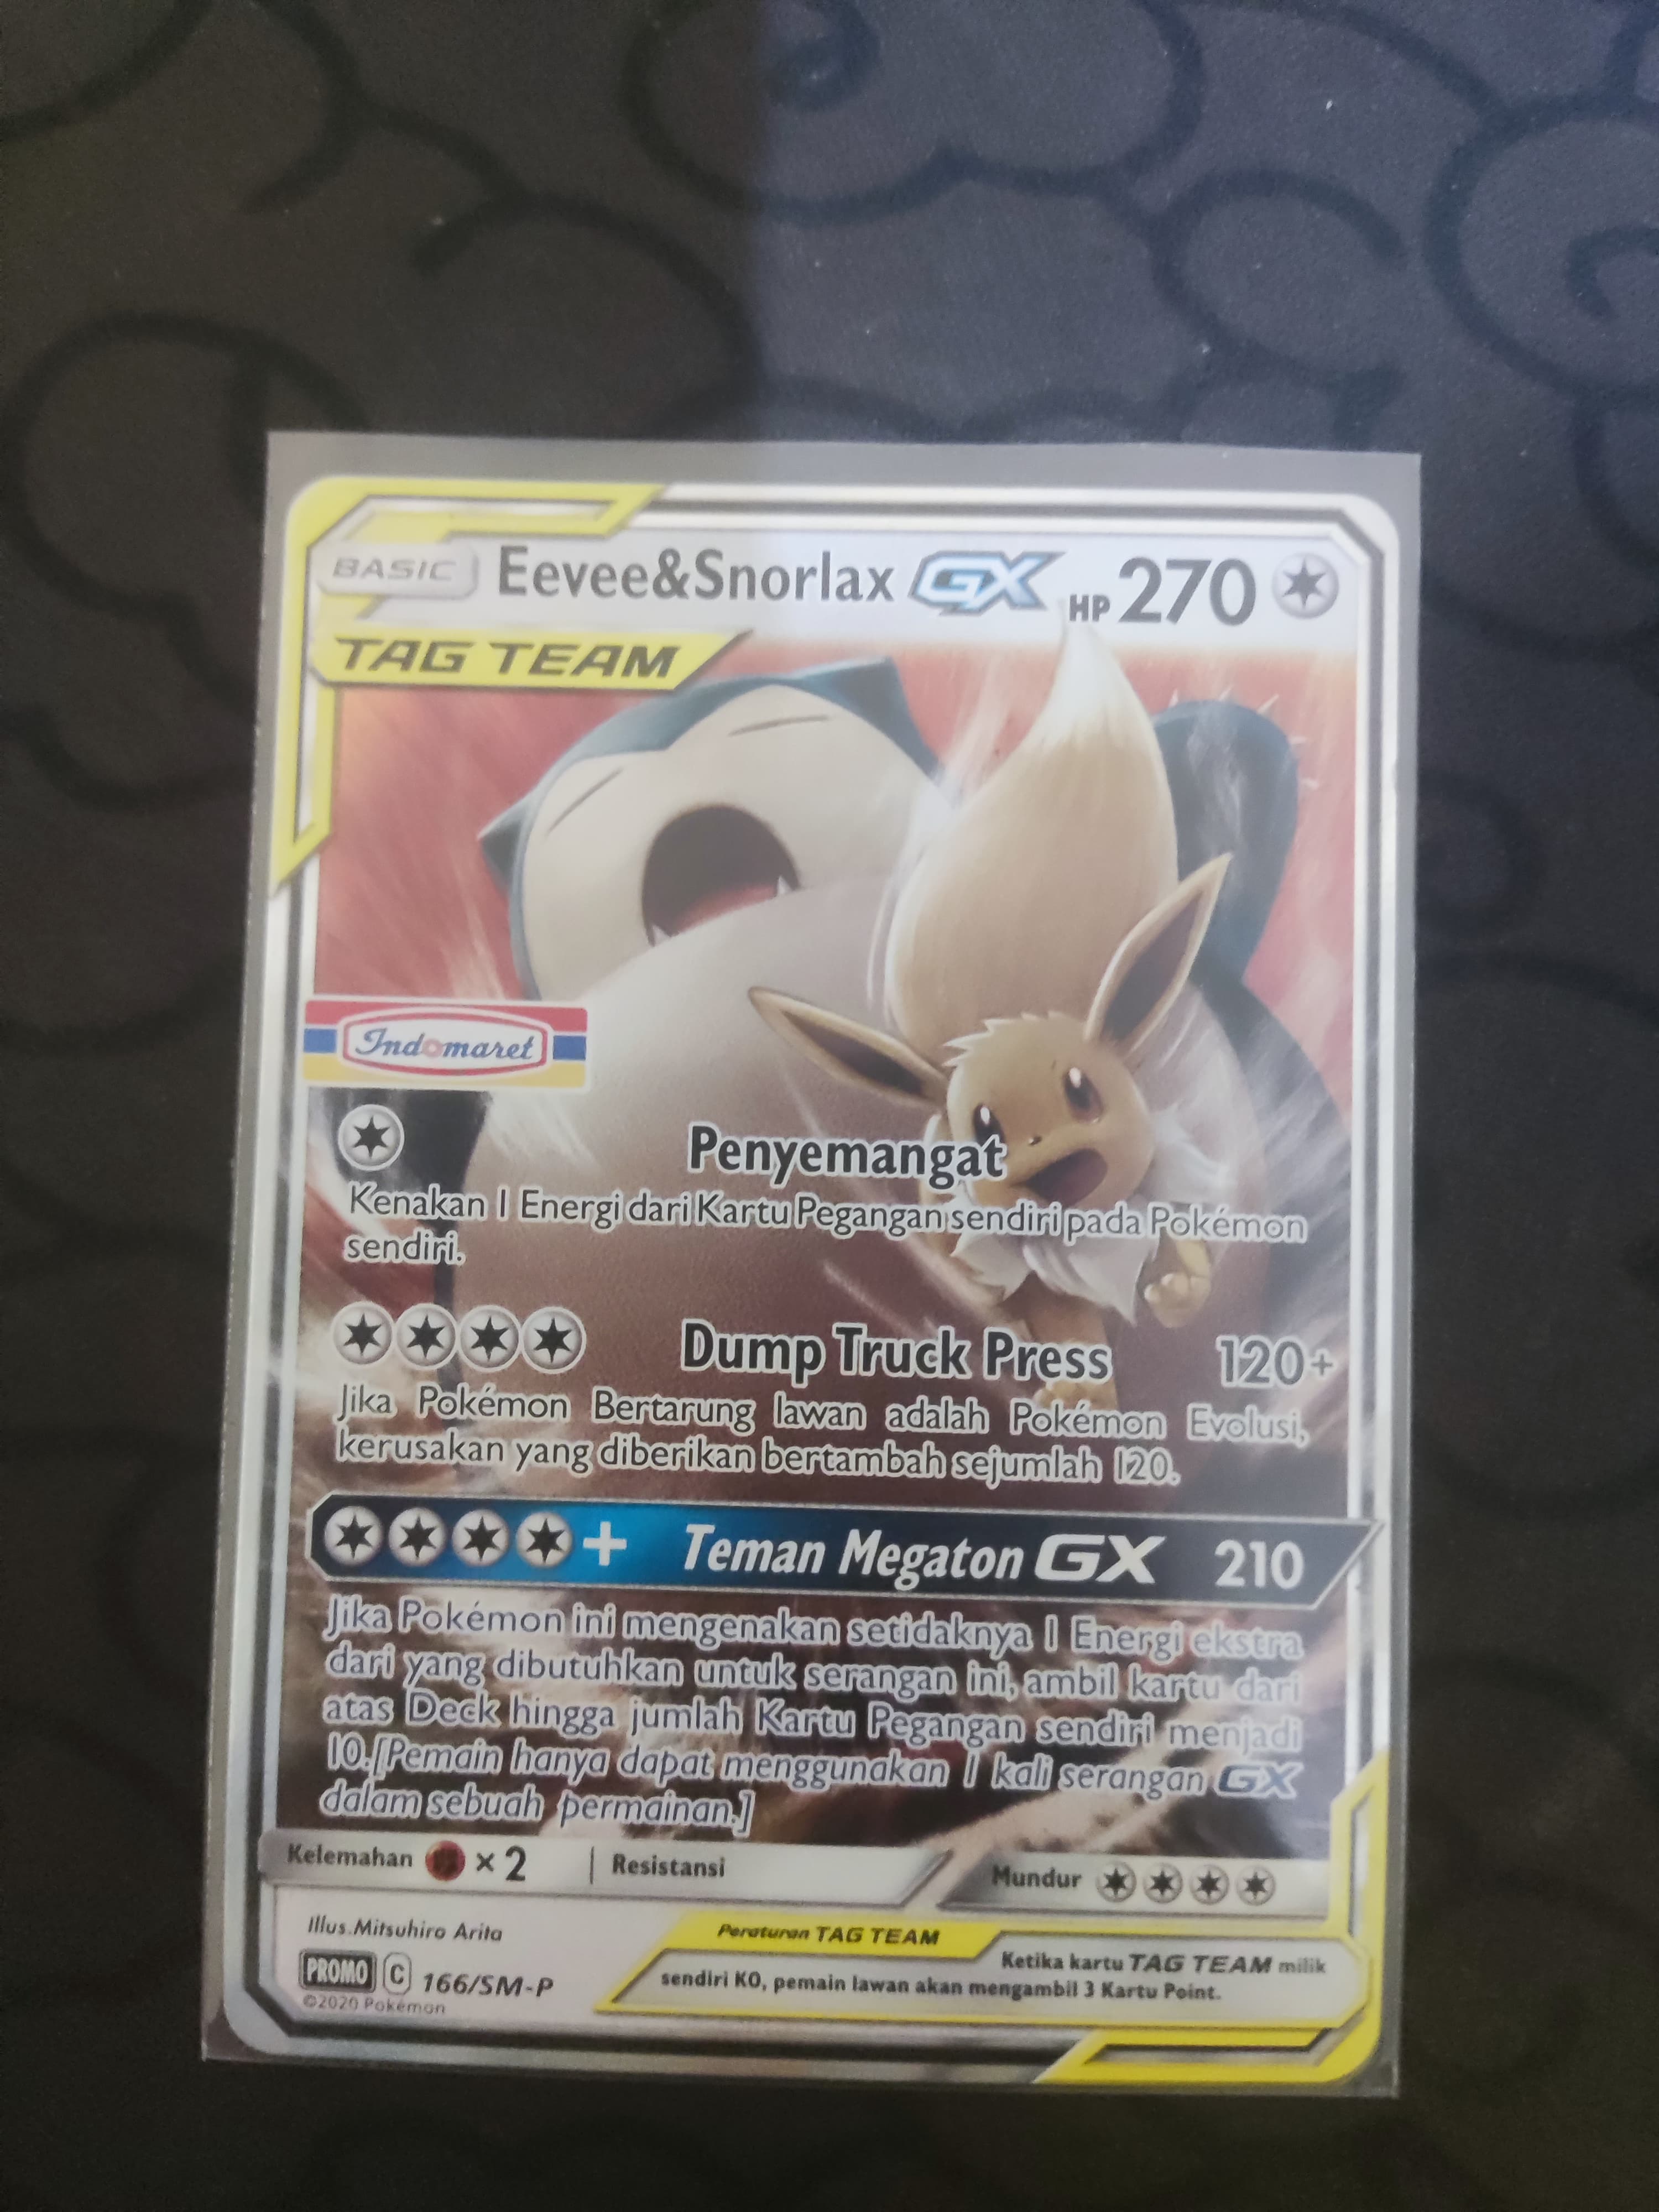 BASIC Eevee&Snorlax GX HP 270
TAG TEAM
Indomaret
Penyemangat
Kenakan 1 Energi dari Kartu Pegangan sendiri pada Pokémon
sendiri.
Dump Truck Press 120+
Jika Pokémon Bertarung lawan adalah Pokémon Evolusi,
kerusakan yang diberikan bertambah sejumlah 120.
+ Teman Megaton GX 210
Jika Pokémon ini mengenakan setidaknya 1 Energi ekstra
dari yang dibutuhkan untuk serangan ini, ambil kartu dari
atas Deck hingga jumlah Kartu Pegangan sendiri menjadi
10.[Pemain hanya dapat menggunakan 1 kali serangan GX
dalam sebuah permainan.]
Kelemahan × 2 | Resistansi Mundur
Illus.Mitsuhiro Arita
PROMO C 166/SM-P
©2020 Pokémon
Peraturan TAG TEAM
Ketika kartu TAG TEAM milik
sendiri KO, pemain lawan akan mengambil 3 Kartu Point.